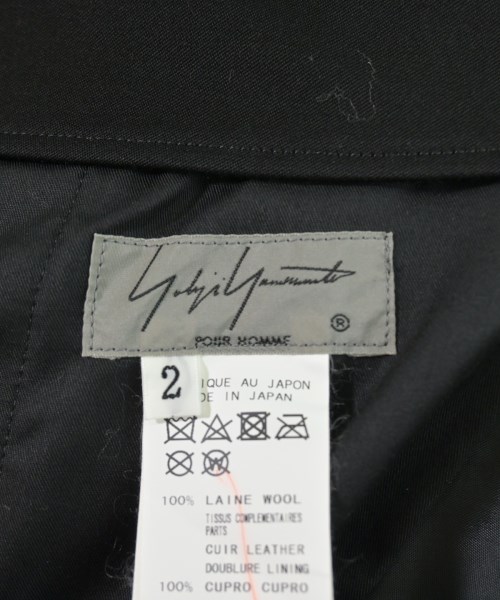 Yohji Yamamoto
®
POUR HOMME
2
IQUE AU JAPON
DE IN JAPAN
W
100% LAINE WOOL
TISSUS COMPLEMENTAIRES
PARTS
CUIR LEATHER
DOUBLURE LINING
100% CUPRO CUPRO